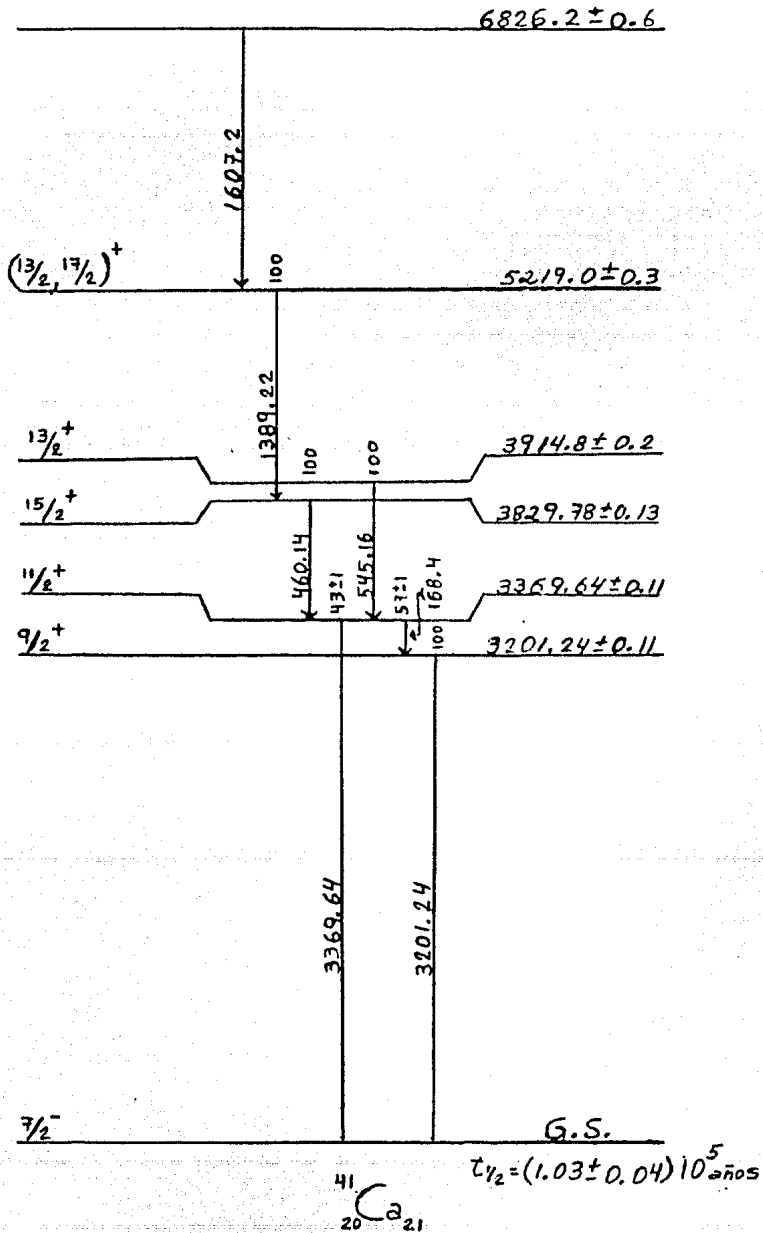 6826.2 ± 0.6
1607.2
(13/2, 17/2)+ 100 5219.0 ± 0.3
1389.22
13/2+ 100 100 3914.8 ± 0.2
15/2+ 3829.78 ± 0.13
460.14 43±1 545.16 57±1 168.4
11/2+ 3369.64 ± 0.11
9/2+ 100 3201.24 ± 0.11
3369.64 3201.24
7/2- G.S.
t1/2 = (1.03 ± 0.04) 10^5 años
41 20 Ca 21